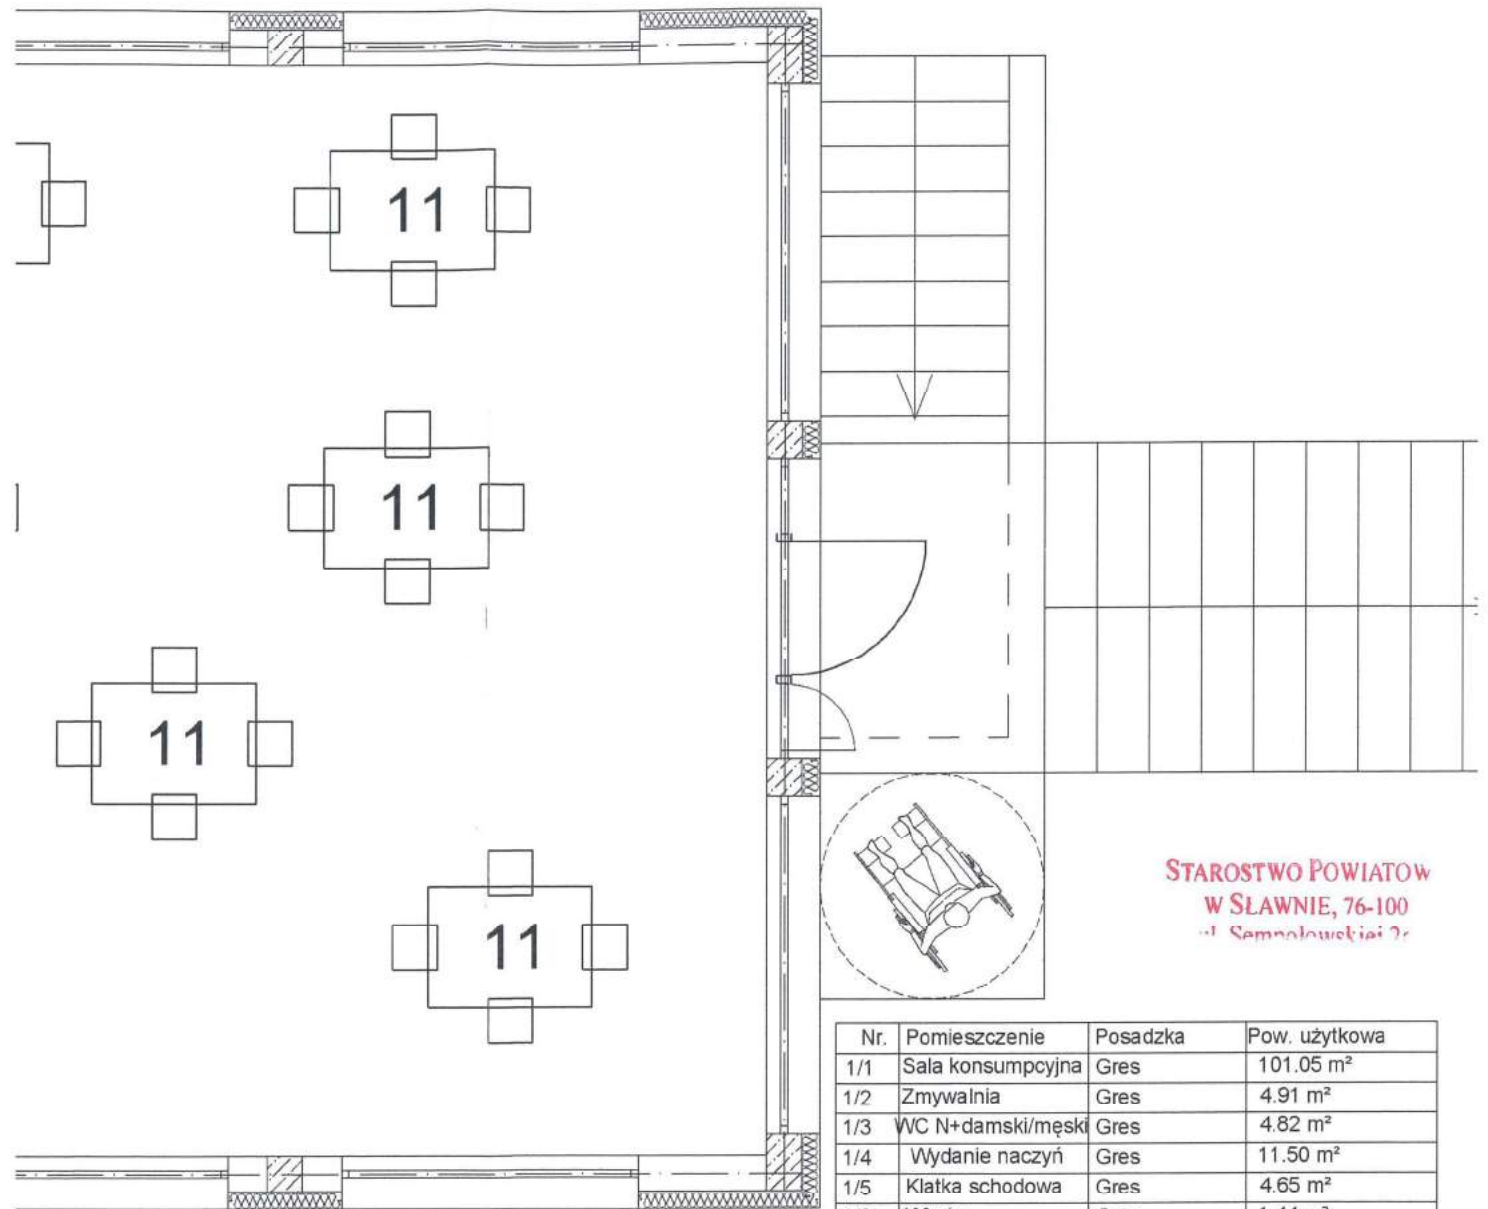 11
11
11
11
STAROSTWO POWIATOW
W SŁAWNIE, 76-100
Sempołowskiej
Nr. Pomieszczenie Posadzka Pow. użytkowa
1/1 Sala konsumpcyjna Gres 101.05 m²
1/2 Zmywalnia Gres 4.91 m²
1/3 WC N+damski/męski Gres 4.82 m²
1/4 Wydanie naczyń Gres 11.50 m²
1/5 Klatka schodowa Gres 4.65 m²